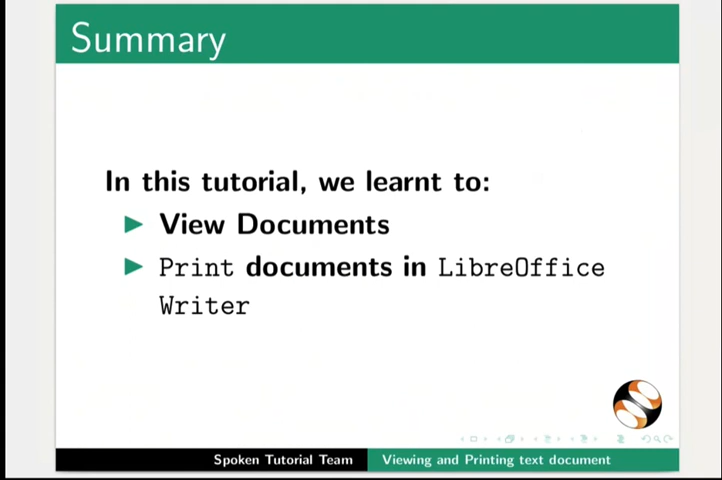 Summary
In this tutorial, we learnt to:
View Documents
Print documents in LibreOffice
Writer
Spoken Tutorial Team Viewing and Printing text document